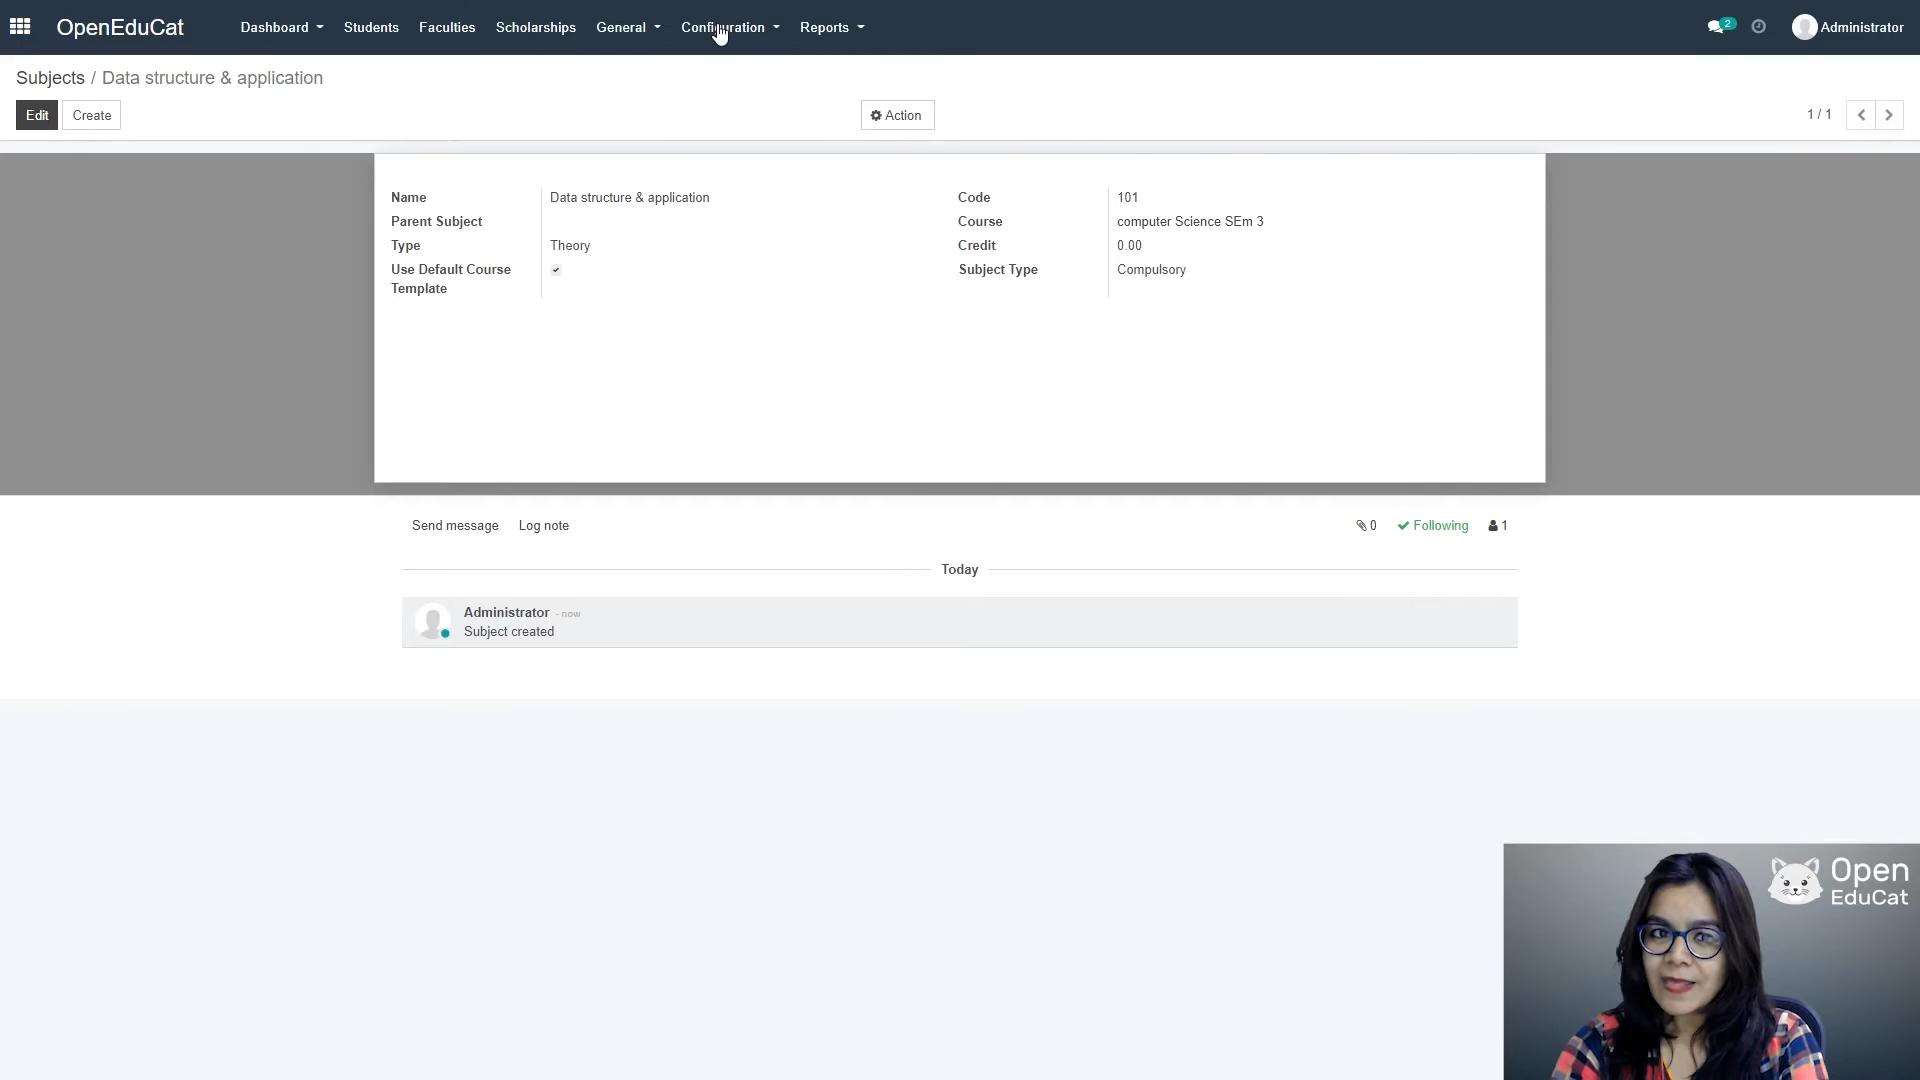 OpenEduCat Dashboard Students Faculties Scholarships General Configuration Reports 2 Administrator
Subjects / Data structure & application
Edit Create Action 1 / 1
Name Data structure & application Code 101
Parent Subject Course computer Science SEm 3
Type Theory Credit 0.00
Use Default Course Subject Type Compulsory
Template
Send message Log note 0 Following 1
Today
Administrator - now
Subject created
Open
EduCat